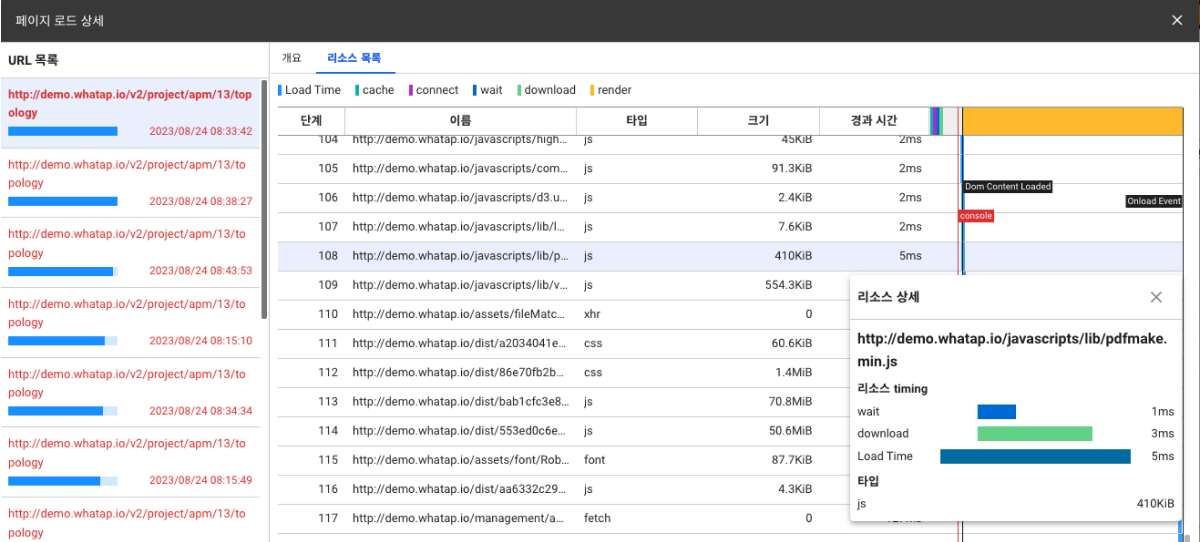 페이지 로드 상세
URL 목록
http://demo.whatap.io/v2/project/apm/13/top
ology
2023/08/24 08:33:42
http://demo.whatap.io/v2/project/apm/13/to
pology
2023/08/24 08:38:27
http://demo.whatap.io/v2/project/apm/13/to
pology
2023/08/24 08:43:53
http://demo.whatap.io/v2/project/apm/13/to
pology
2023/08/24 08:15:10
http://demo.whatap.io/v2/project/apm/13/to
pology
2023/08/24 08:34:34
http://demo.whatap.io/v2/project/apm/13/to
pology
2023/08/24 08:15:49
http://demo.whatap.io/v2/project/apm/13/to
pology
개요 리소스 목록
Load Time cache connect wait download render
단계 이름 타입 크기 경과 시간
104 http://demo.whatap.io/javascripts/high... js 45KiB 2ms
105 http://demo.whatap.io/javascripts/com... js 91.3KiB 2ms
106 http://demo.whatap.io/javascripts/d3.u... js 2.4KiB 2ms
107 http://demo.whatap.io/javascripts/lib/l... js 7.6KiB 2ms
108 http://demo.whatap.io/javascripts/lib/p... js 410KiB 5ms
109 http://demo.whatap.io/javascripts/lib/v... js 554.3KiB
110 http://demo.whatap.io/assets/fileMatc... xhr 0
111 http://demo.whatap.io/dist/a2034041e... css 60.6KiB
112 http://demo.whatap.io/dist/86e70fb2b... css 1.4MiB
113 http://demo.whatap.io/dist/bab1cfc3e8... js 70.8MiB
114 http://demo.whatap.io/dist/553ed0c6e... js 50.6MiB
115 http://demo.whatap.io/assets/font/Rob... font 87.7KiB
116 http://demo.whatap.io/dist/aa6332c29... js 4.3KiB
117 http://demo.whatap.io/management/a... fetch 0
Dom Content Loaded
Onload Event
console
리소스 상세
http://demo.whatap.io/javascripts/lib/pdfmake.
min.js
리소스 timing
wait 1ms
download 3ms
Load Time 5ms
타입
js 410KiB